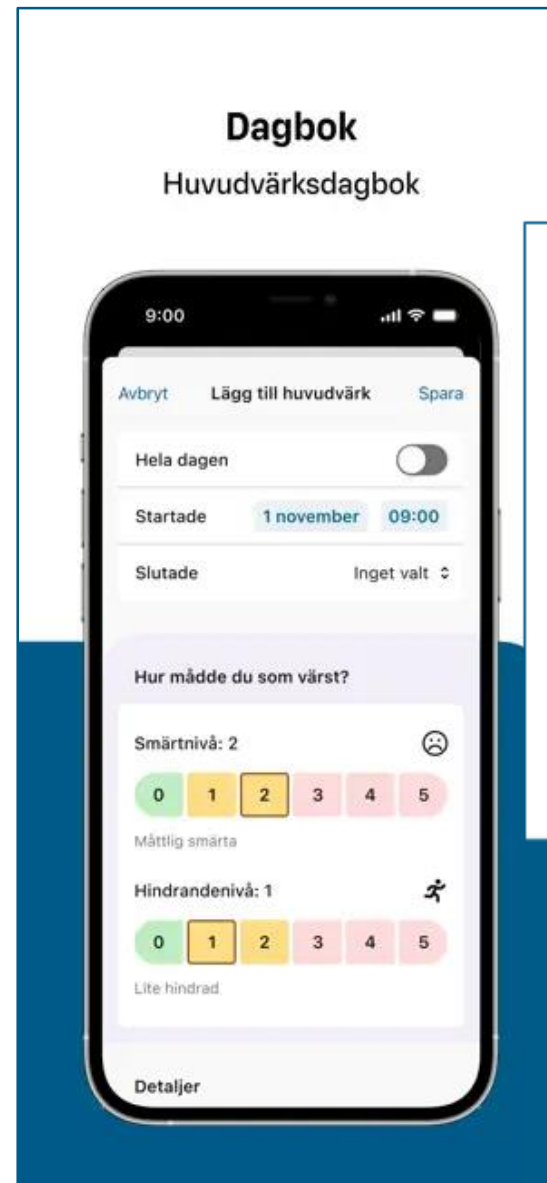 Dagbok
Huvudvärksdagbok
9:00
Avbryt Lägg till huvudvärk Spara
Hela dagen
Startade 1 november 09:00
Slutade Inget valt
Hur mådde du som värst?
Smärtnivå: 2
0 1 2 3 4 5
Måttlig smärta
Hindrandenivå: 1
0 1 2 3 4 5
Lite hindrad
Detaljer